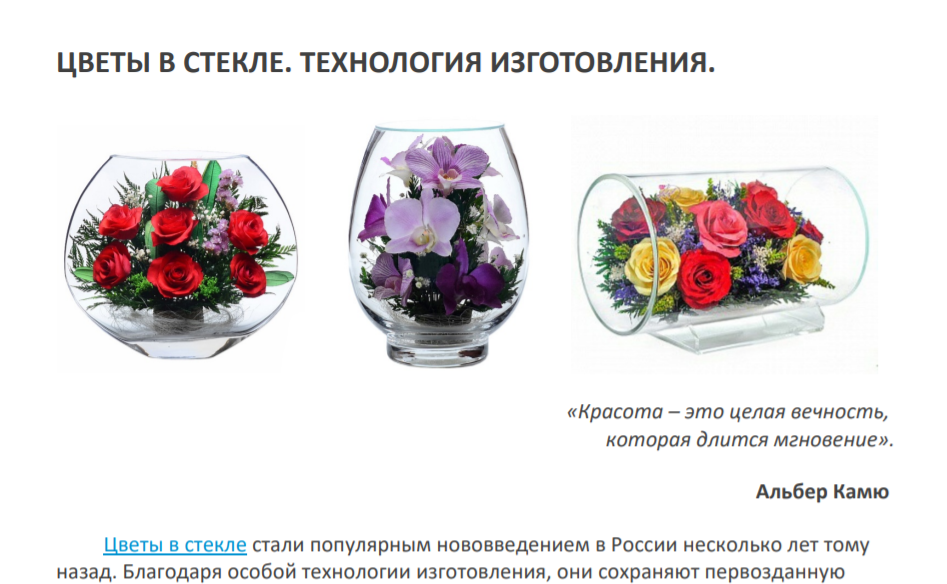 ЦВЕТЫ В СТЕКЛЕ. ТЕХНОЛОГИЯ ИЗГОТОВЛЕНИЯ.
«Красота – это целая вечность,
которая длится мгновение».
Альбер Камю
Цветы в стекле стали популярным нововведением в России несколько лет тому
назад. Благодаря особой технологии изготовления, они сохраняют первозданную